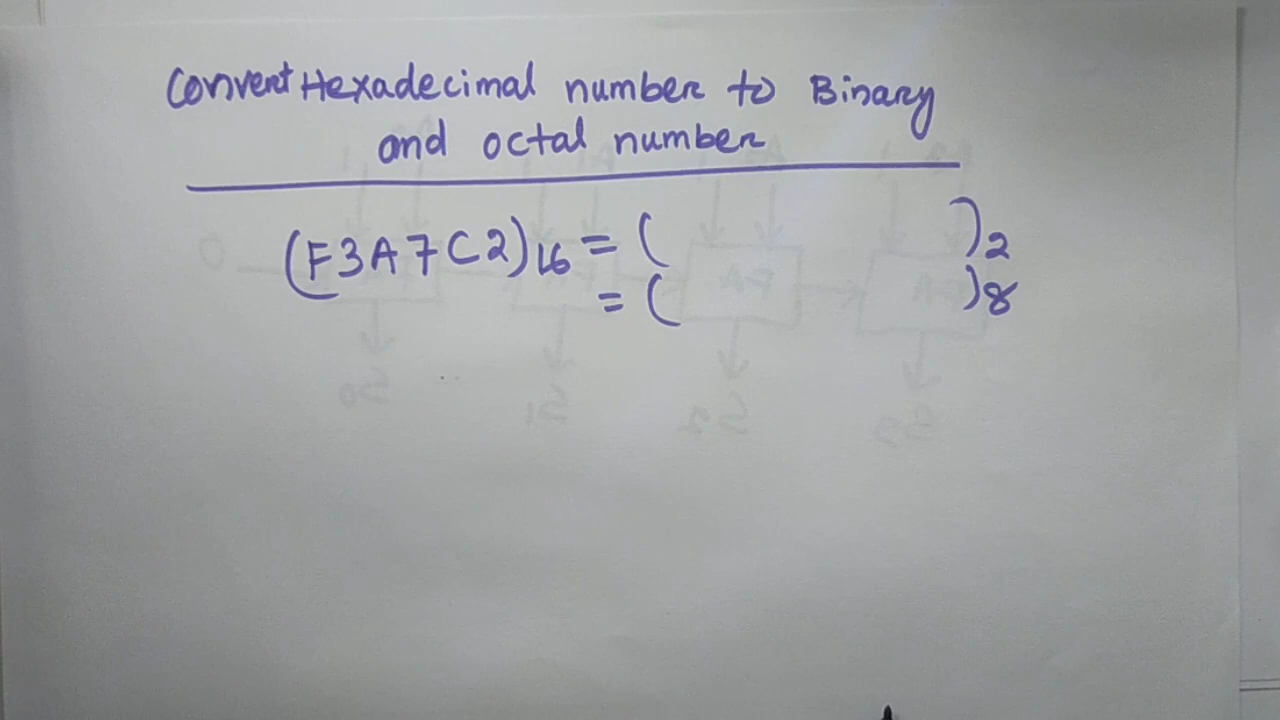 Convert Hexadecimal number to Binary
and octal number
(F3A7C2)16 = ( )2
= ( )8